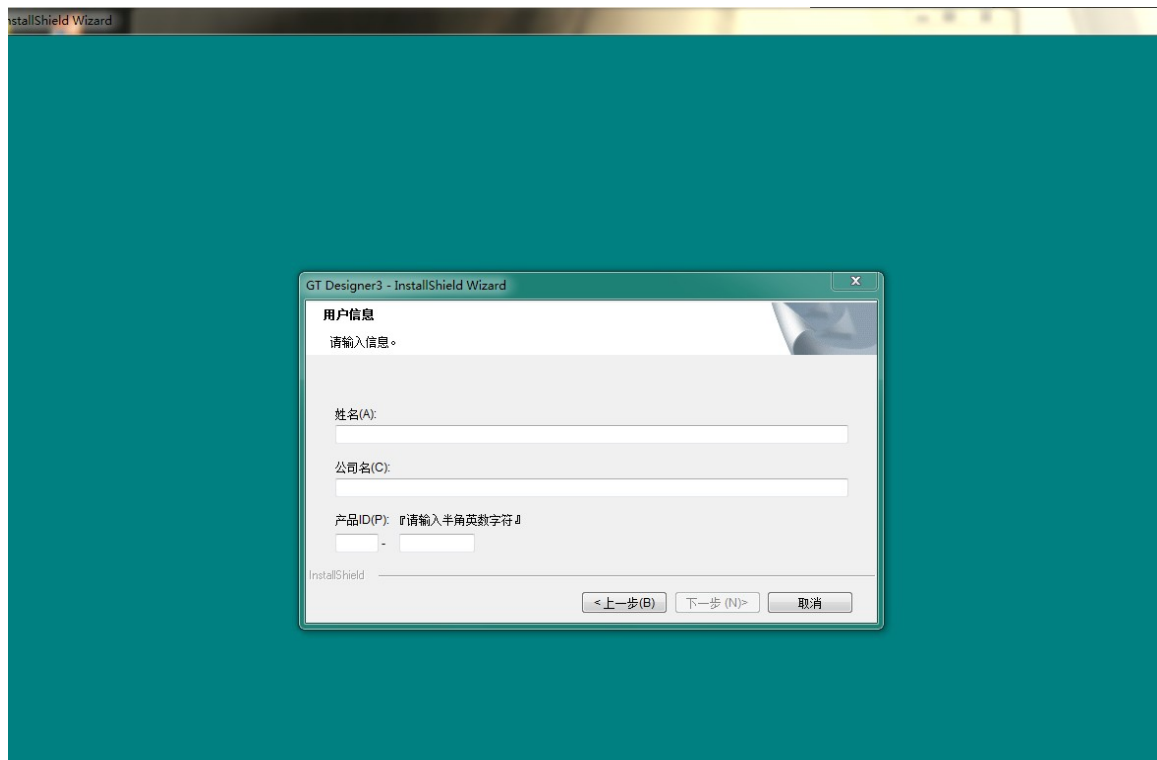 nstallShield Wizard
GT Designer3 - InstallShield Wizard
用户信息
请输入信息。
姓名(A):
公司名(C):
产品ID(P): 『请输入半角英数字符』
-
InstallShield
<上一步(B) 下一步(N)> 取消